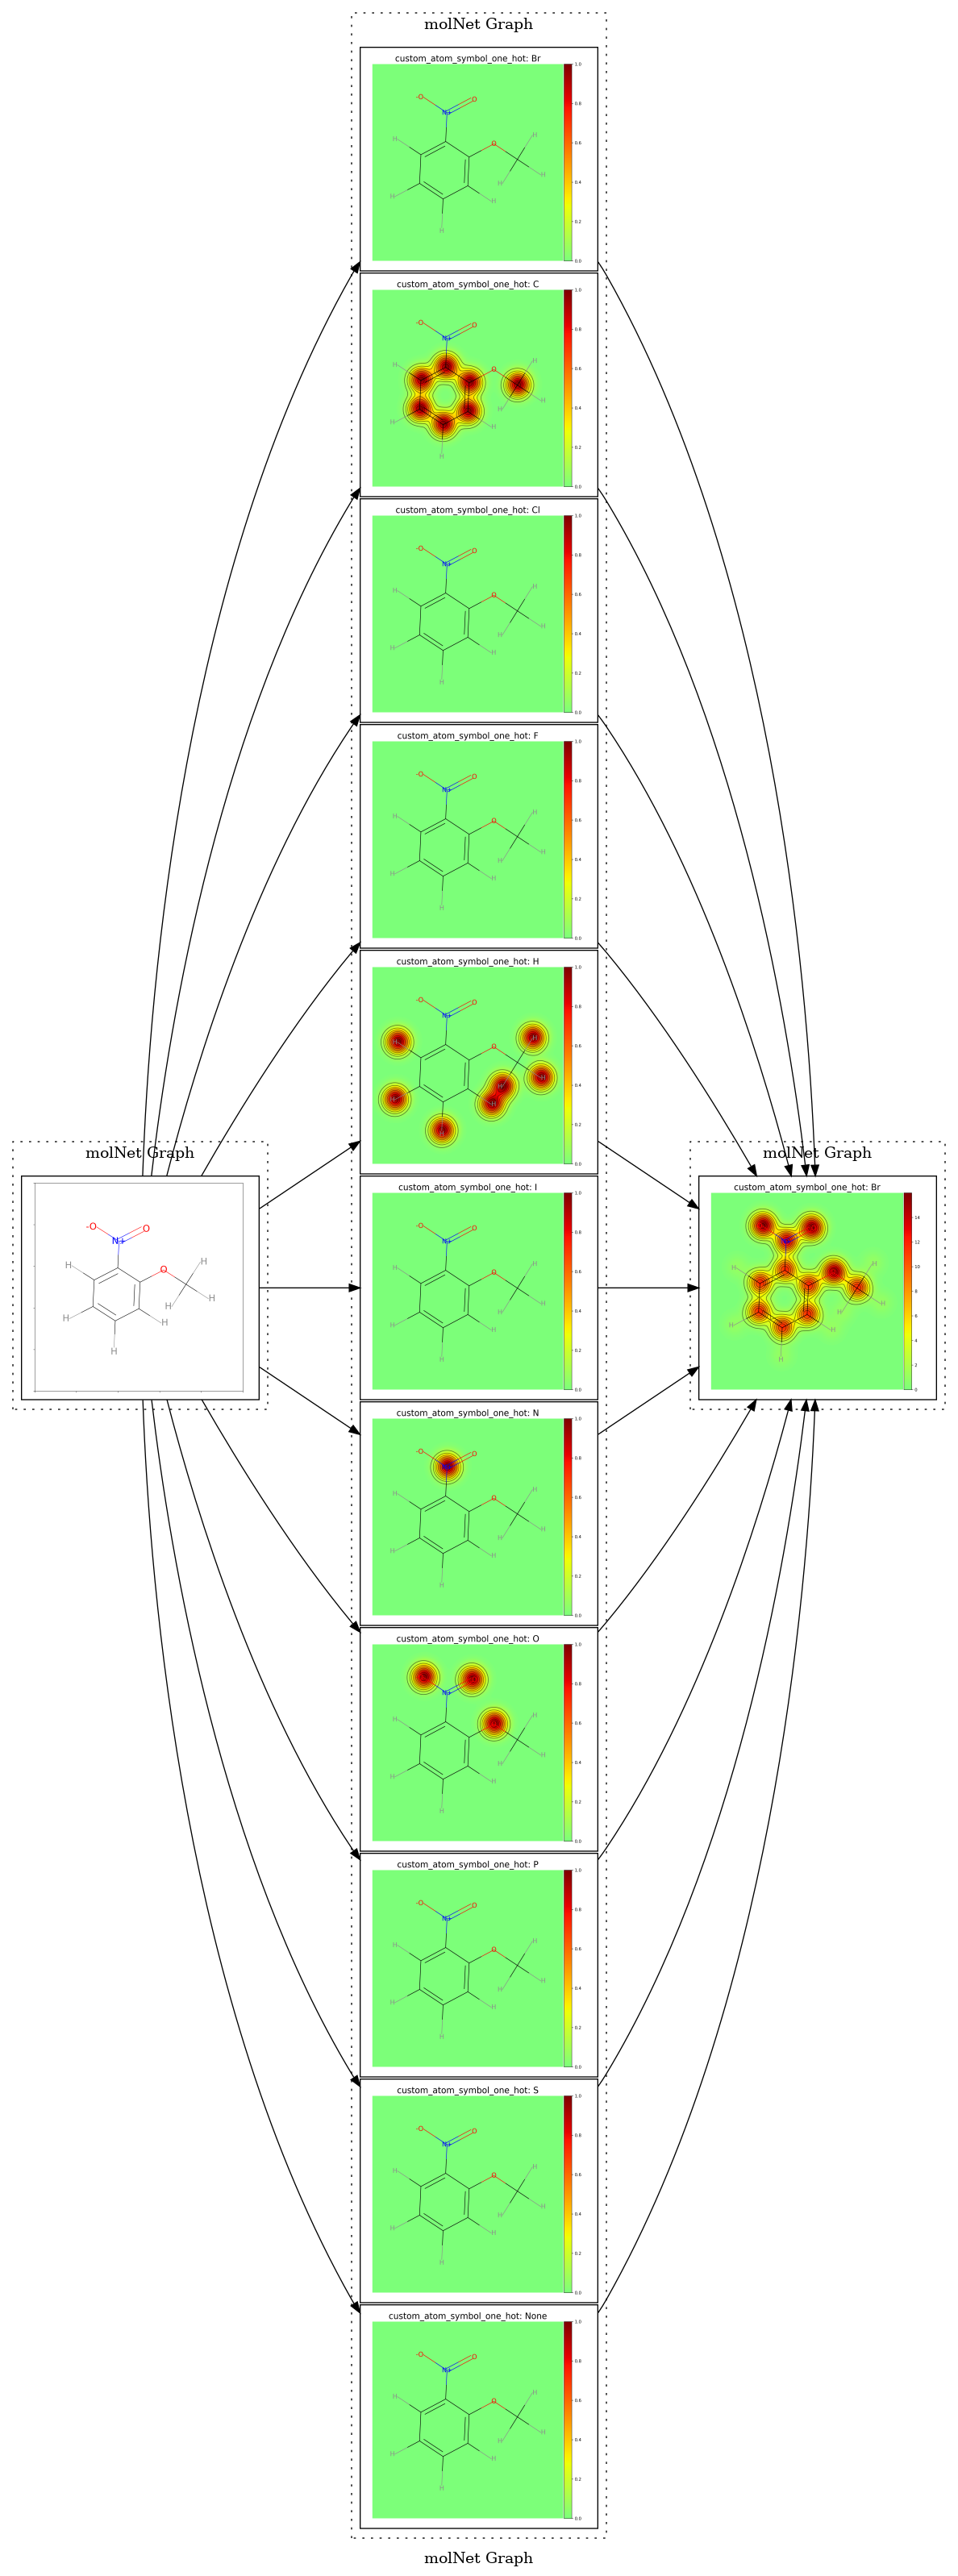 molNet Graph
custom_atom_symbol_one_hot: Br
-O
O
N+
O
H
H
H
H
H
H
H
1.0
0.8
0.6
0.4
0.2
0.0
custom_atom_symbol_one_hot: C
-O
O
N+
O
H
H
H
H
H
H
H
1.0
0.8
0.6
0.4
0.2
0.0
custom_atom_symbol_one_hot: Cl
-O
O
N+
O
H
H
H
H
H
H
H
1.0
0.8
0.6
0.4
0.2
0.0
custom_atom_symbol_one_hot: F
-O
O
N+
O
H
H
H
H
H
H
H
1.0
0.8
0.6
0.4
0.2
0.0
custom_atom_symbol_one_hot: H
-O
O
N+
O
H
H
H
H
H
H
H
1.0
0.8
0.6
0.4
0.2
0.0
molNet Graph
-O
O
N+
O
H
H
H
H
H
H
H
custom_atom_symbol_one_hot: I
-O
O
N+
O
H
H
H
H
H
H
H
1.0
0.8
0.6
0.4
0.2
0.0
molNet Graph
custom_atom_symbol_one_hot: Br
H
H
H
H
H
H
H
14
12
10
8
6
4
2
0
custom_atom_symbol_one_hot: N
-O
O
O
H
H
H
H
H
H
H
1.0
0.8
0.6
0.4
0.2
0.0
custom_atom_symbol_one_hot: O
N+
H
H
H
H
H
H
H
1.0
0.8
0.6
0.4
0.2
0.0
custom_atom_symbol_one_hot: P
-O
O
N+
O
H
H
H
H
H
H
H
1.0
0.8
0.6
0.4
0.2
0.0
custom_atom_symbol_one_hot: S
-O
O
N+
O
H
H
H
H
H
H
H
1.0
0.8
0.6
0.4
0.2
0.0
custom_atom_symbol_one_hot: None
-O
O
N+
O
H
H
H
H
H
H
H
1.0
0.8
0.6
0.4
0.2
0.0
molNet Graph